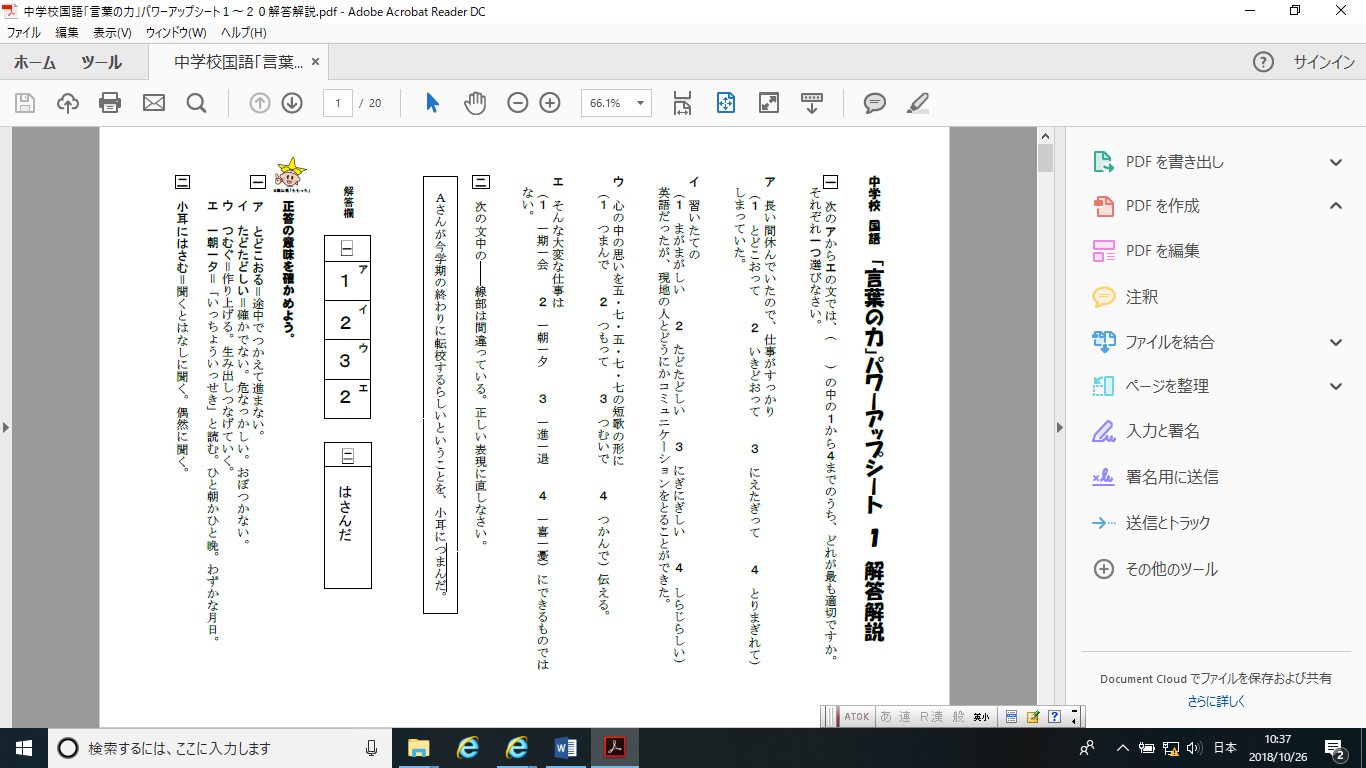 中学校国語「言葉の力」パワーアップシート１～２０解答解説.pdf - Adobe Acrobat Reader DC
ファイル 編集 表示(V) ウィンドウ(W) ヘルプ(H)
ホーム ツール 中学校国語「言葉... × サインイン
1 / 20 66.1%
中学校 国語 「言葉の力」パワーアップシート 1 解答解説
一 次のアからエの文では、（ ）の中の１から４までのうち、どれが最も適切ですか。
それぞれ一つ選びなさい。
ア 長い間休んでいたので、仕事がすっかり
（１ とどこおって ２ いきどおって ３ にえたぎって ４ とりまぎれて）
しまっていた。
イ 習いたての
（１ まがまがしい ２ たどたどしい ３ にぎにぎしい ４ しらじらしい）
英語だったが、現地の人とどうにかコミュニケーションをとることができた。
ウ 心の中の思いを五・七・五・七・七の短歌の形に
（１ つまんで ２ つもって ３ つむいで ４ つかんで）伝える。
エ そんな大変な仕事は
（１ 一期一会 ２ 一朝一夕 ３ 一進一退 ４ 一喜一憂）にできるものでは
ない。
二 次の文中の――線部は間違っている。正しい表現に直しなさい。
Ａさんが今学期の終わりに転校するらしいということを、小耳につまんだ。
解答欄
一
ア 1
イ 2
ウ 3
エ 2
二
はさんだ
正答の意味を確かめよう。
一 ア とどこおる＝途中でつかえて進まない。
イ たどたどしい＝確かでない。危なっかしい。おぼつかない。
ウ つむぐ＝作り上げる。生み出しつなげていく。
エ 一朝一夕＝「いっちょういっせき」と読む。ひと朝かひと晩。わずかな月日。
二 小耳にはさむ＝聞くとはなしに聞く。偶然に聞く。
PDF を書き出し
PDF を作成
PDF を編集
注釈
ファイルを結合
ページを整理
入力と署名
署名用に送信
送信とトラック
その他のツール
Document Cloud でファイルを保存および共有
さらに詳しく
ATOK あ 連 R漢 般 英小
検索するには、ここに入力します
日本
10:37
2018/10/26
2